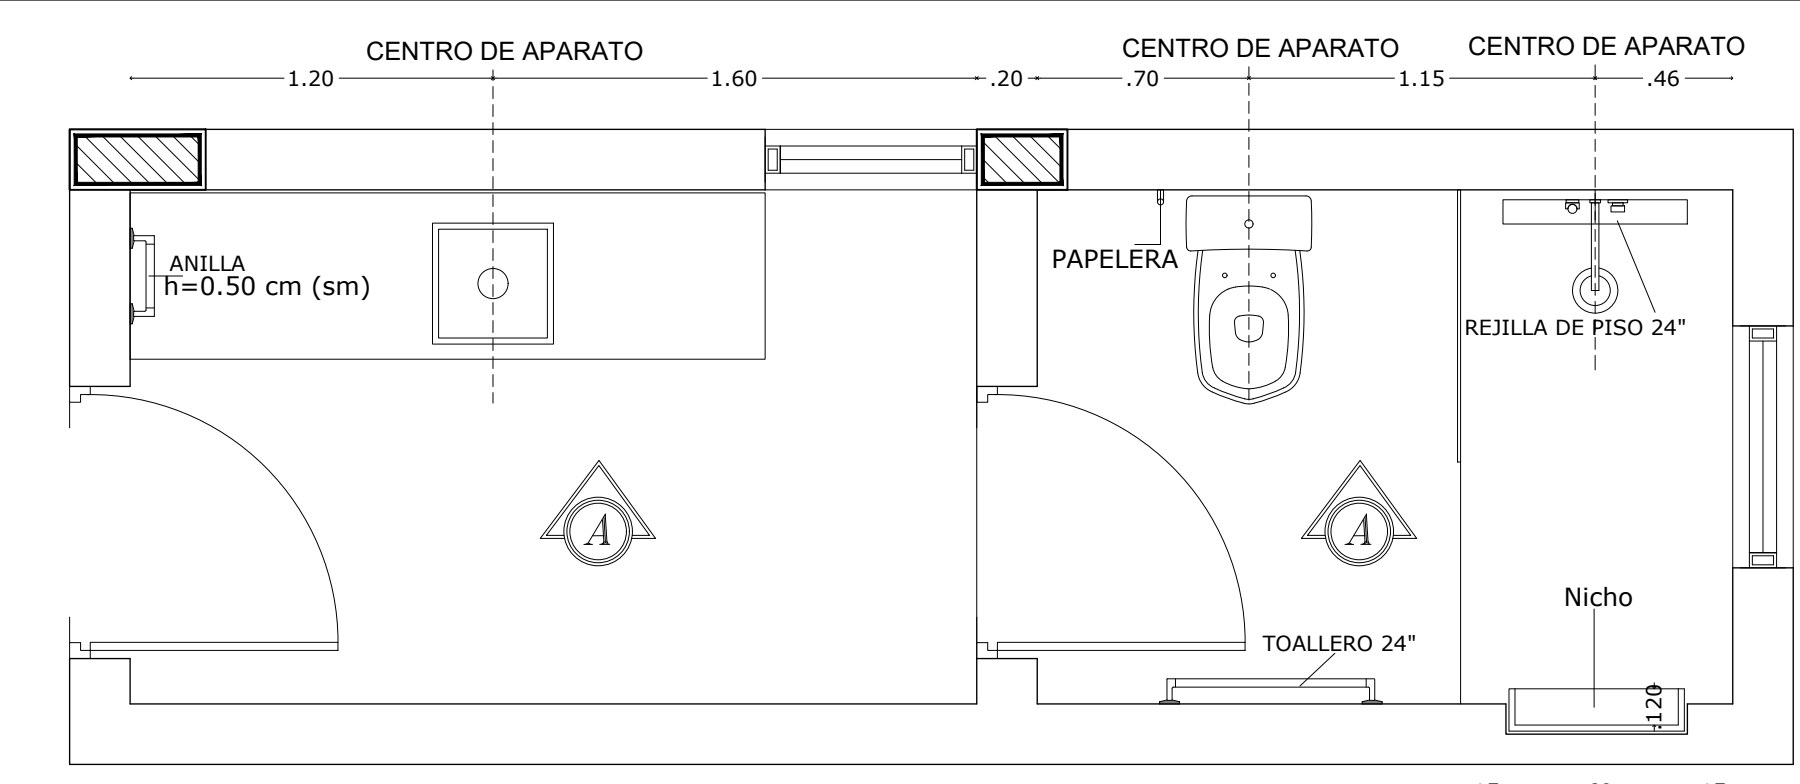 CENTRO DE APARATO
CENTRO DE APARATO
CENTRO DE APARATO
1.20
1.60
.20
.70
1.15
.46
ANILLA
h=0.50 cm (sm)
PAPELERA
REJILLA DE PISO 24"
A
A
Nicho
TOALLERO 24"
.120